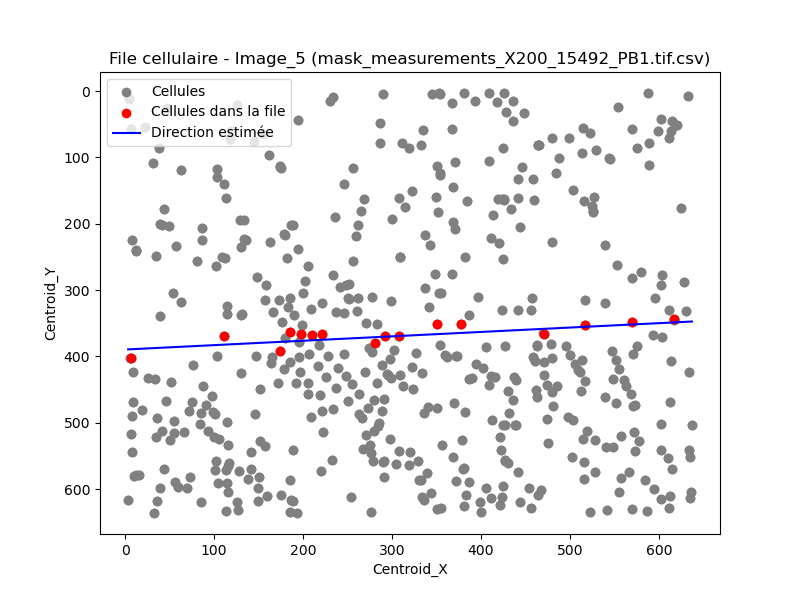 File cellulaire - Image_5 (mask_measurements_X200_15492_PB1.tif.csv)
Cellules
Cellules dans la file
Direction estimée
Centroid_Y
0
100
200
300
400
500
600
0 100 200 300 400 500 600
Centroid_X